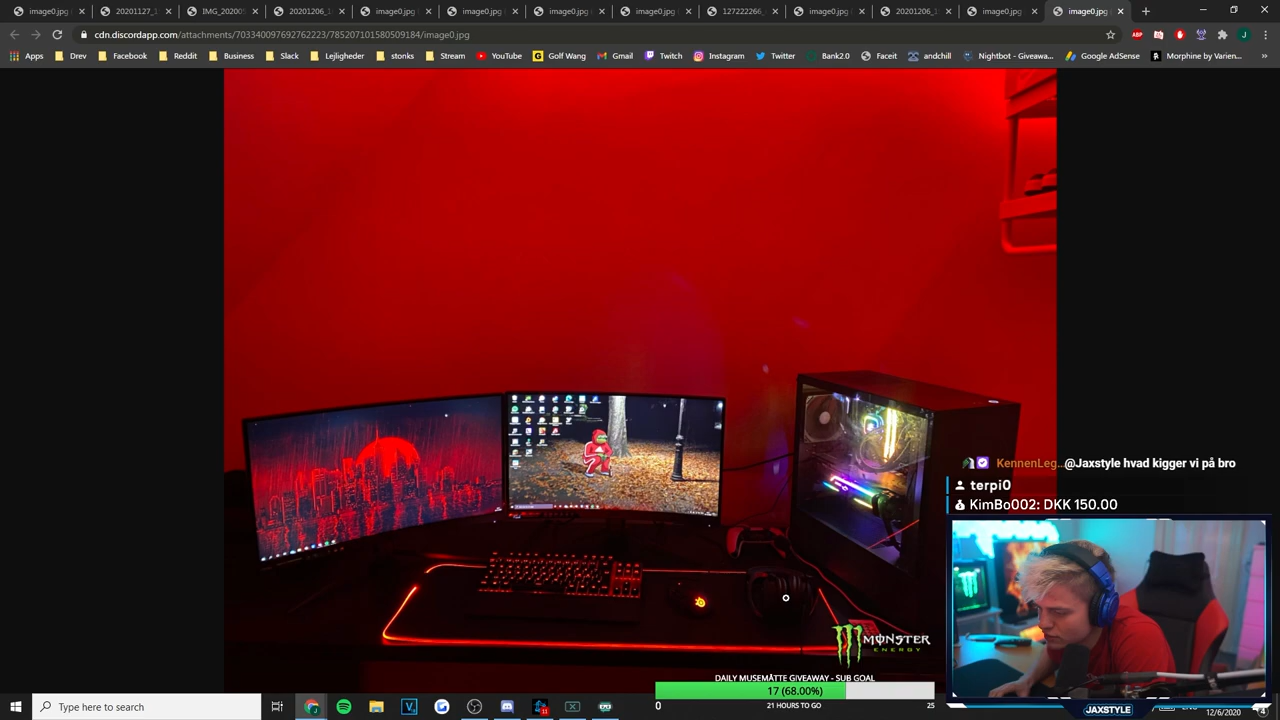 image0.jpg
20201127_1
IMG_2020
20201206_1
image0.jpg
image0.jpg
image0.jpg
image0.jpg
127222266_
image0.jpg
20201206_1
image0.jpg
image0.jpg
cdn.discordapp.com/attachments/703340097692762223/785207101580509184/image0.jpg
ABP
J
Apps
Drev
Facebook
Reddit
Business
Slack
Lejligheder
stonks
Stream
YouTube
Golf Wang
Gmail
Twitch
Instagram
Twitter
Bank2.0
Faceit
andchill
Nightbot - Giveawa...
Google AdSense
Morphine by Varien...
KennenLeg...@Jaxstyle hvad kigger vi på bro
terpi0
KimBo002: DKK 150.00
MONSTER
ENERGY
DAILY MUSEMÅTTE GIVEAWAY - SUB GOAL
17 (68.00%)
0
21 HOURS TO GO
25
JAXSTYLE
Type here to search
11
12/6/2020